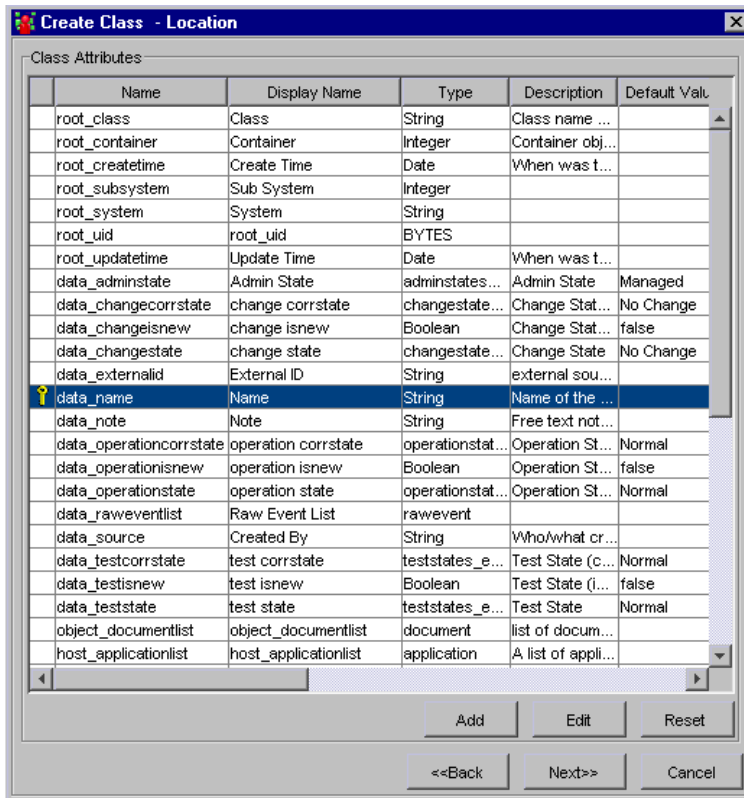 Create Class - Location
Class Attributes
Name Display Name Type Description Default Valu
root_class Class String Class name ...
root_container Container Integer Container obj...
root_createtime Create Time Date When was t...
root_subsystem Sub System Integer
root_system System String
root_uid root_uid BYTES
root_updatetime Update Time Date When was t...
data_adminstate Admin State adminstates... Admin State Managed
data_changecorrstate change corrstate changestate... Change Stat... No Change
data_changeisnew change isnew Boolean Change Stat... false
data_changestate change state changestate... Change State No Change
data_externalid External ID String external sou...
data_name Name String Name of the ...
data_note Note String Free text not...
data_operationcorrstate operation corrstate operationstat... Operation St... Normal
data_operationisnew operation isnew Boolean Operation St... false
data_operationstate operation state operationstat... Operation St... Normal
data_raweventlist Raw Event List rawevent
data_source Created By String Who/what cr...
data_testcorrstate test corrstate teststates_e... Test State (c... Normal
data_testisnew test isnew Boolean Test State (i... false
data_teststate test state teststates_e... Test State Normal
object_documentlist object_documentlist document list of docum...
host_applicationlist host_applicationlist application A list of appli...
Add Edit Reset
<<Back Next>> Cancel